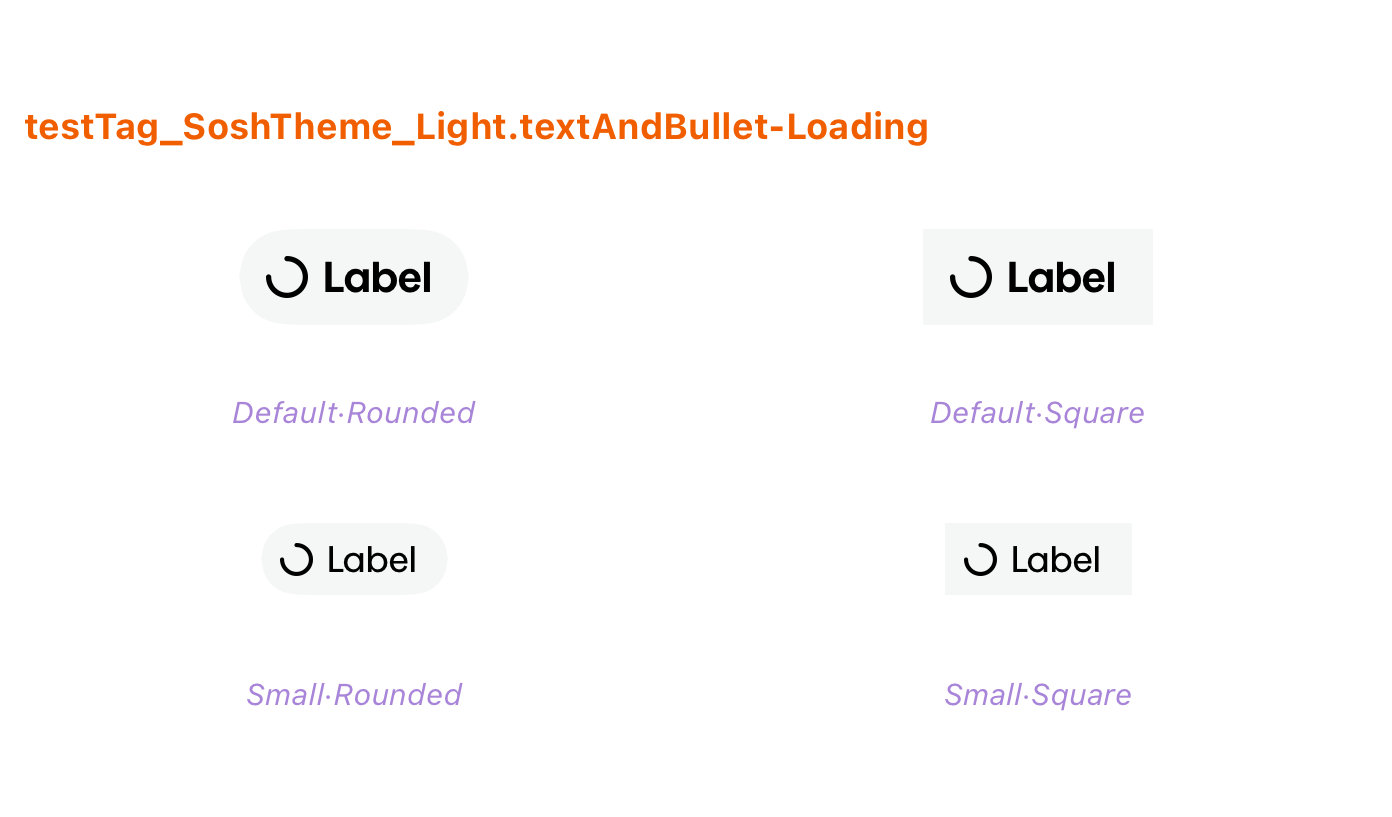 testTag_SoshTheme_Light.textAndBullet-Loading
Label
Label
Default·Rounded
Default·Square
Label
Label
Small·Rounded
Small·Square